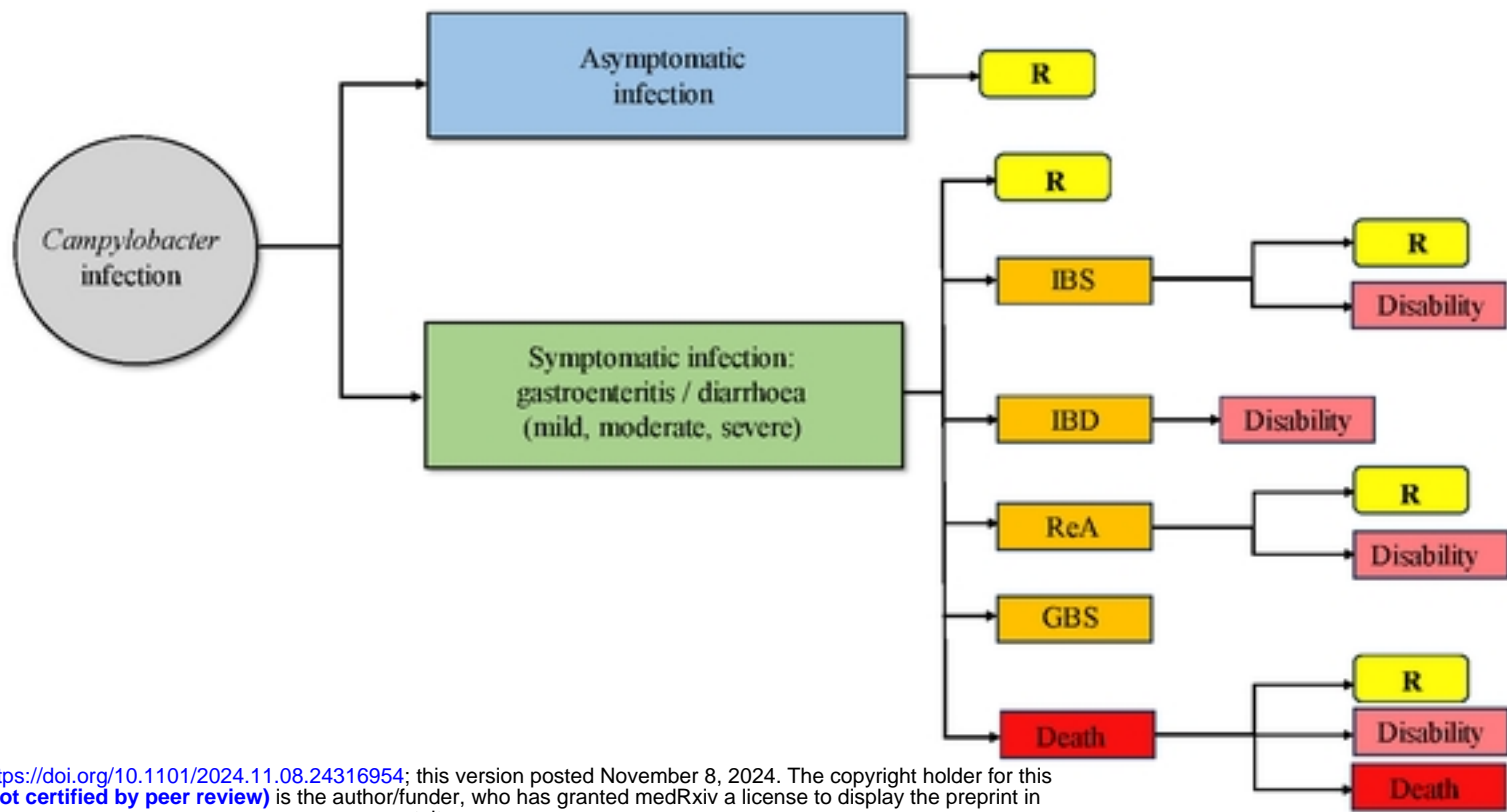 Asymptomatic
infection
R
Campylobacter
infection
Symptomatic infection:
gastroenteritis / diarrhoea
(mild, moderate, severe)
R
IBS
R
Disability
IBD
Disability
ReA
R
Disability
GBS
Death
R
Disability
Death
tps://doi.org/10.1101/2024.11.08.24316954; this version posted November 8, 2024. The copyright holder for this
ot certified by peer review) is the author/funder, who has granted medRxiv a license to display the preprint in